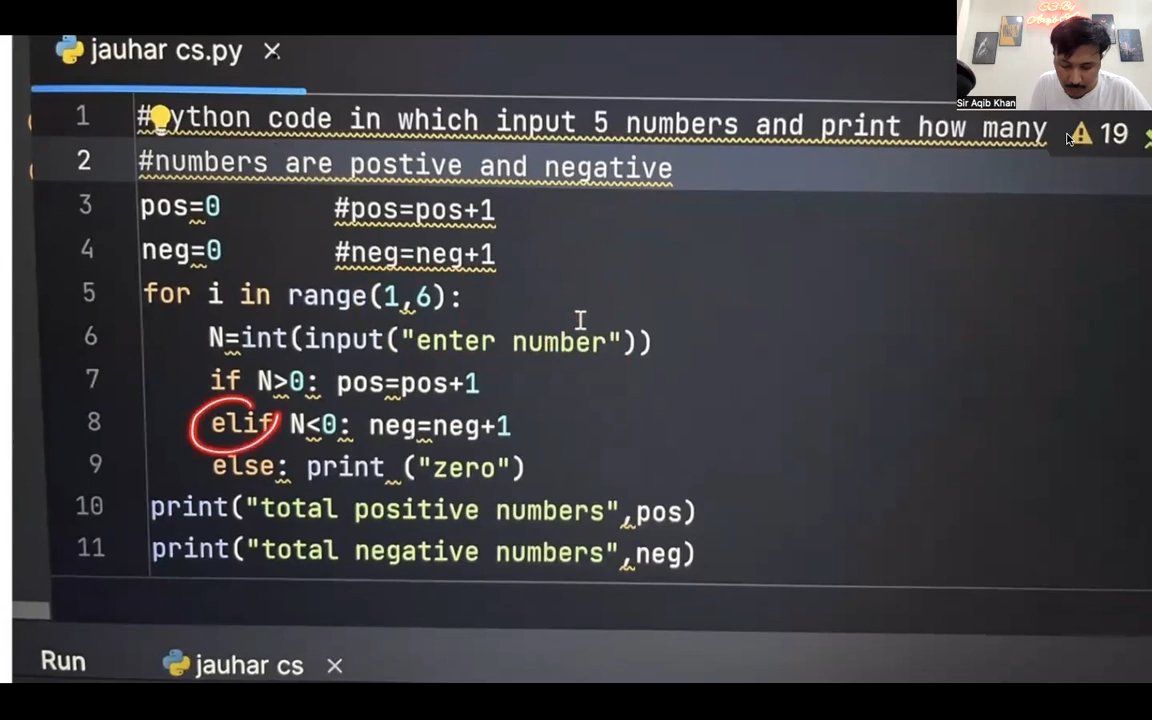 G3 By
Aqib Khan
Sir Aqib Khan
jauhar cs.py ×
19
1 #python code in which input 5 numbers and print how many
2 #numbers are postive and negative
3 pos=0 #pos=pos+1
4 neg=0 #neg=neg+1
5 for i in range(1,6):
6 N=int(input("enter number"))
7 if N>0: pos=pos+1
8 elif N<0: neg=neg+1
9 else: print ("zero")
10 print("total positive numbers",pos)
11 print("total negative numbers",neg)
Run jauhar cs ×